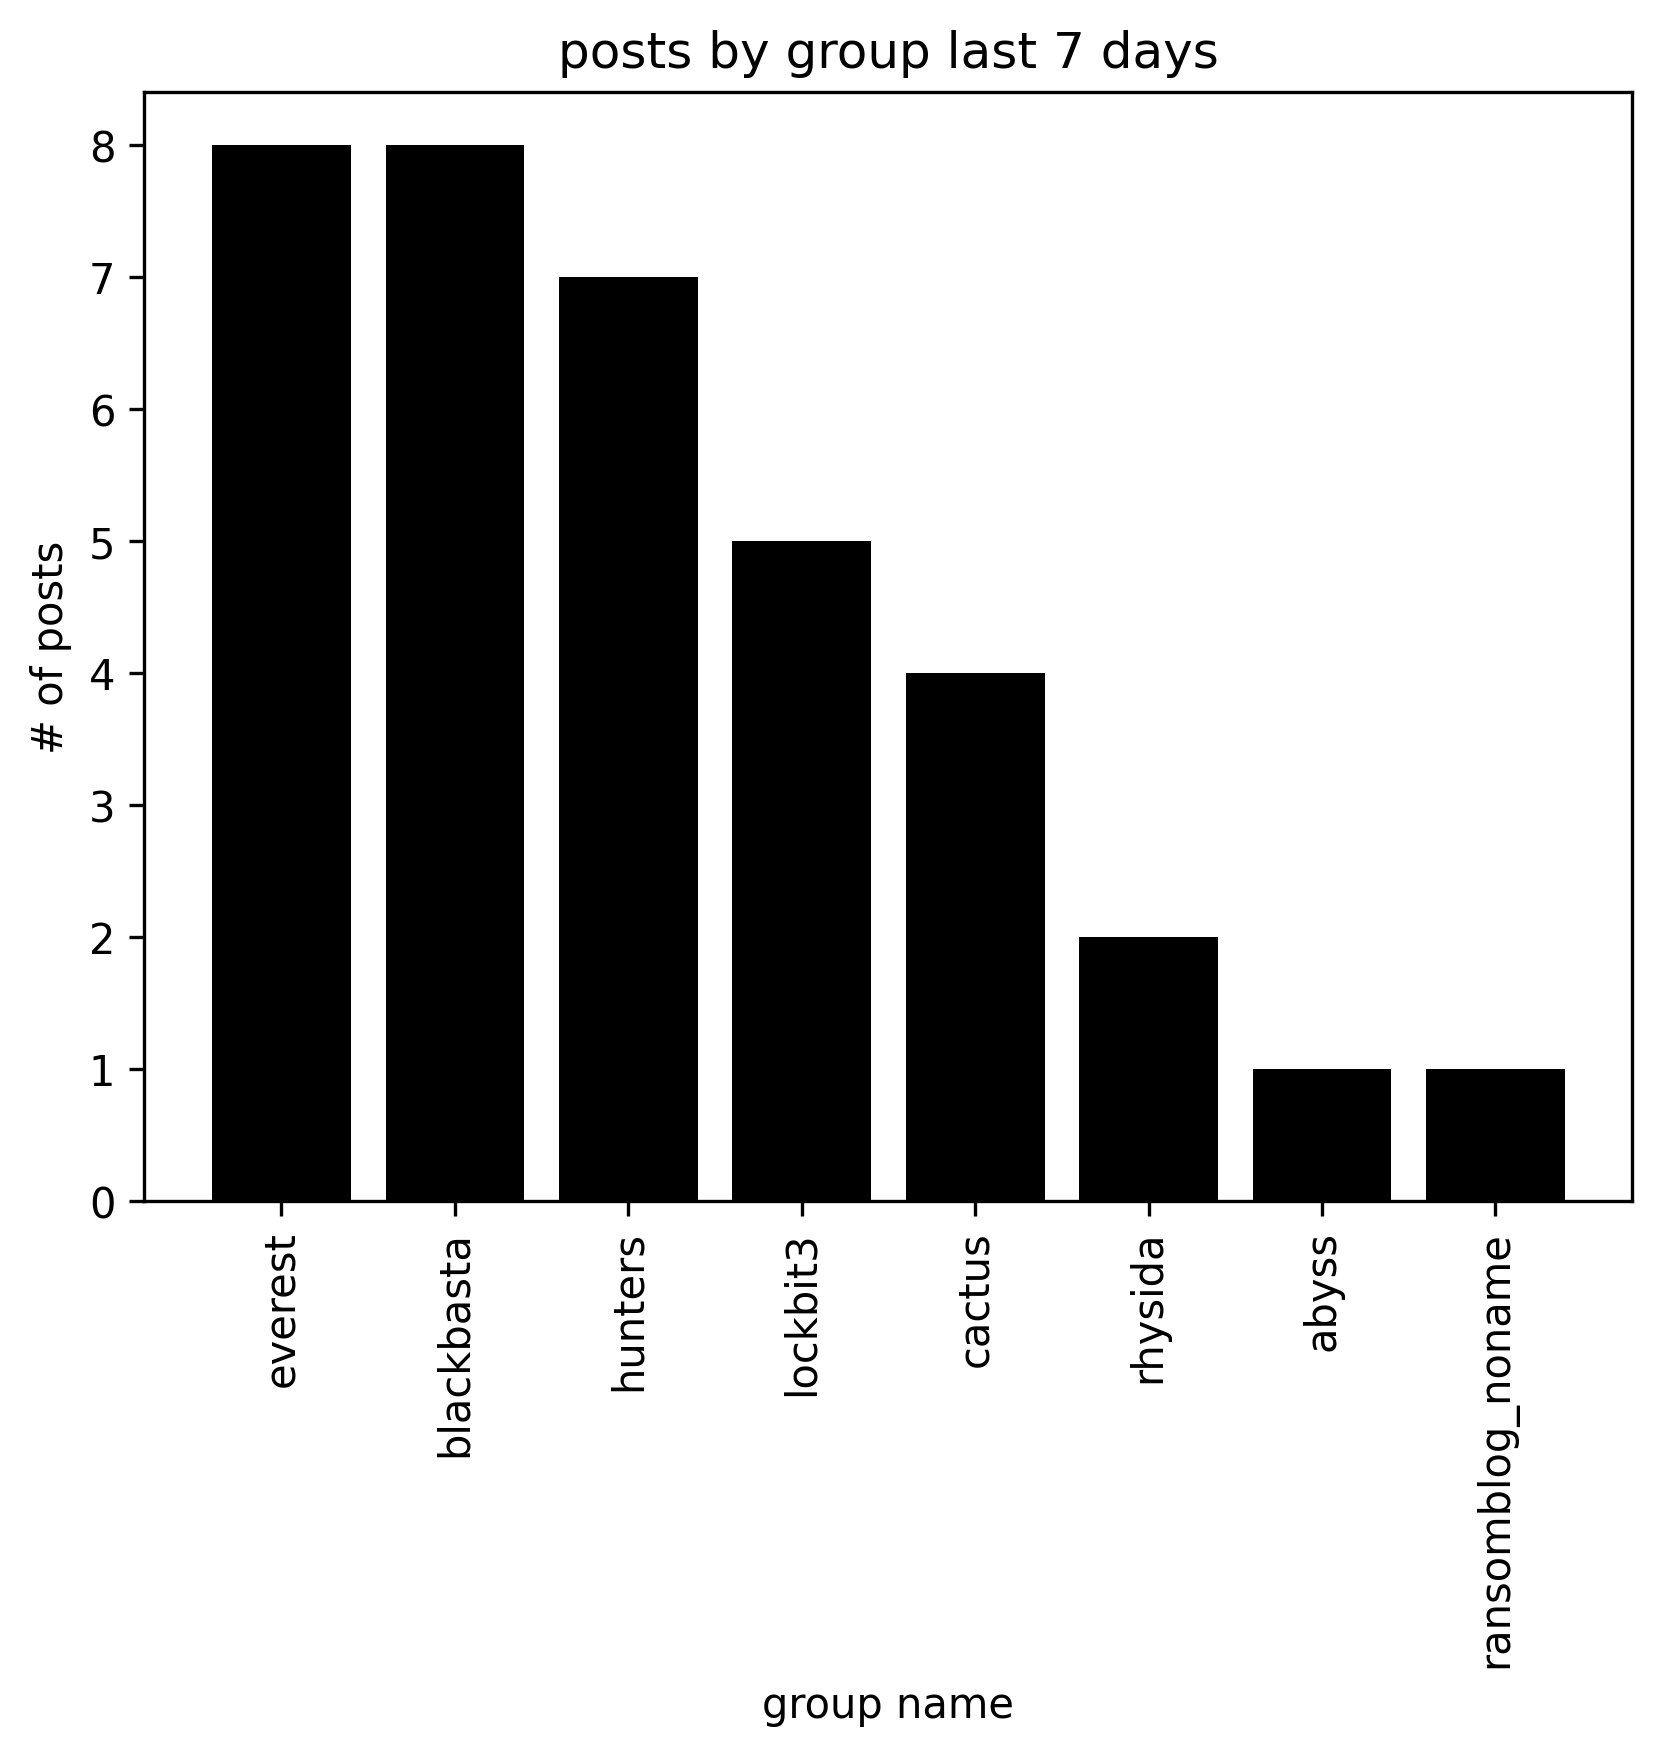 posts by group last 7 days
# of posts
8
7
6
5
4
3
2
1
0
everest
blackbasta
hunters
lockbit3
cactus
rhysida
abyss
ransomblog_noname
group name